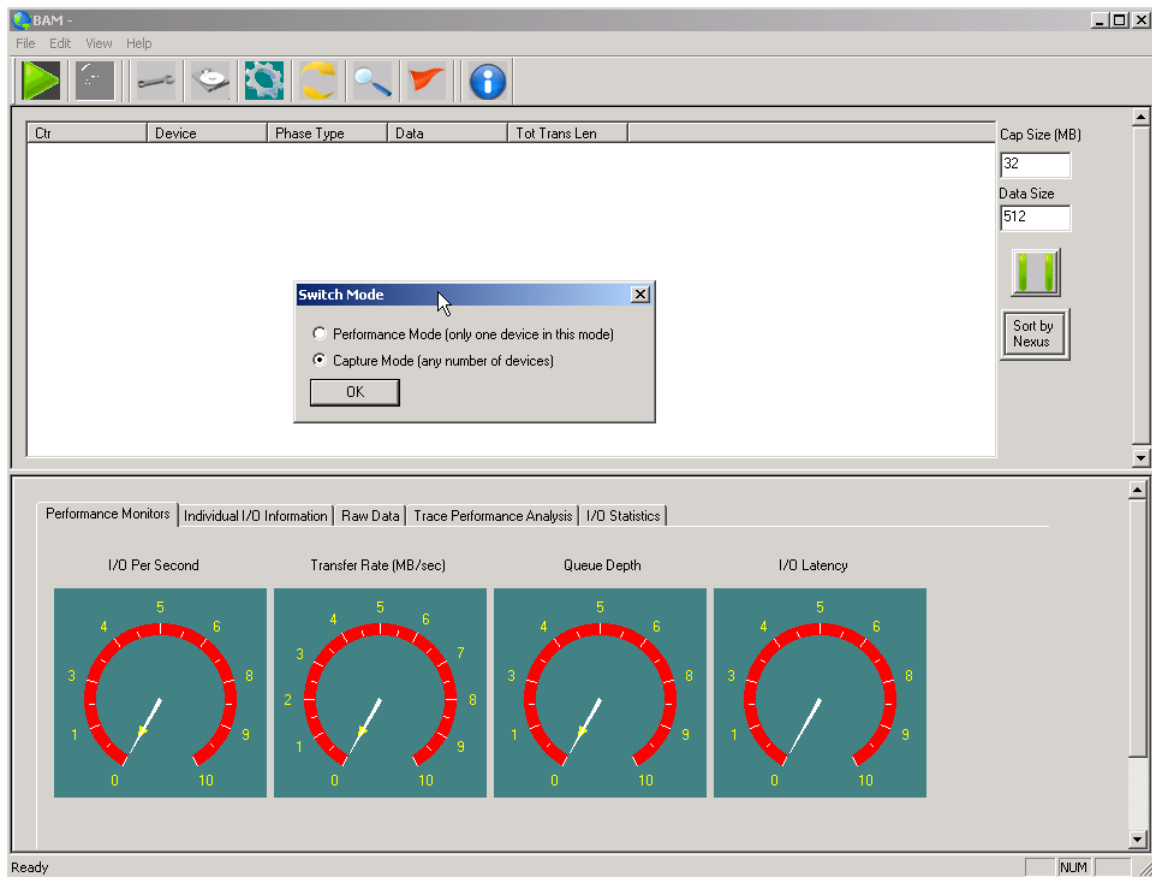 BAM -
File Edit View Help
Ctr Device Phase Type Data Tot Trans Len
Cap Size (MB)
32
Data Size
512
Sort by
Nexus
Switch Mode
Performance Mode (only one device in this mode)
Capture Mode (any number of devices)
OK
Performance Monitors Individual I/O Information Raw Data Trace Performance Analysis I/O Statistics
I/O Per Second
0 1 3 4 5 6 8 9 10
Transfer Rate (MB/sec)
0 1 2 3 4 5 6 7 8 9 10
Queue Depth
0 1 3 4 5 6 8 9 10
I/O Latency
0 1 3 4 5 6 8 9 10
Ready
NUM